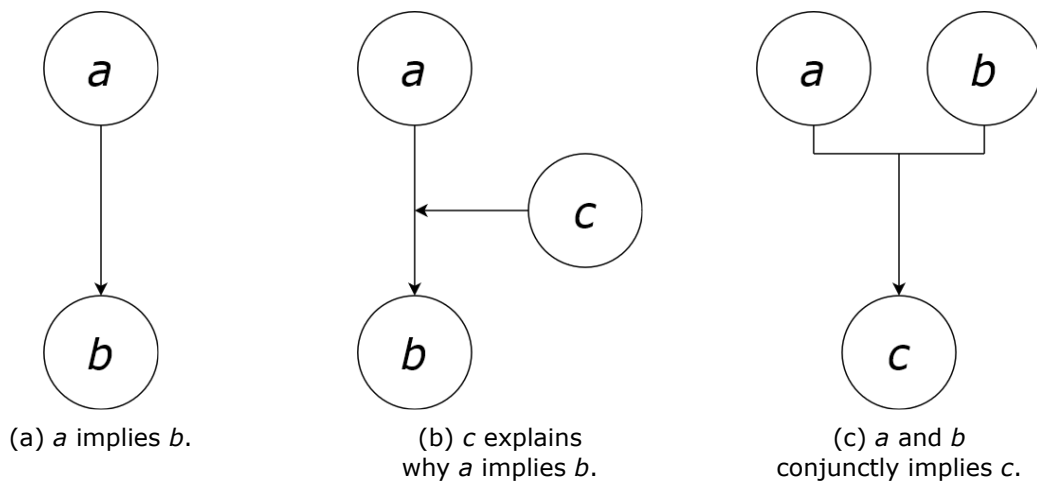 a
a
a
b
c
b
b
c
(a) a implies b.
(b) c explains
why a implies b.
(c) a and b
conjunctly implies c.